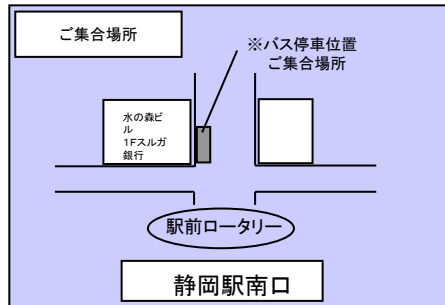 ご集合場所
※バス停車位置
ご集合場所
水の森ビ
ル
1Fスルガ
銀行
駅前ロータリー
静岡駅南口